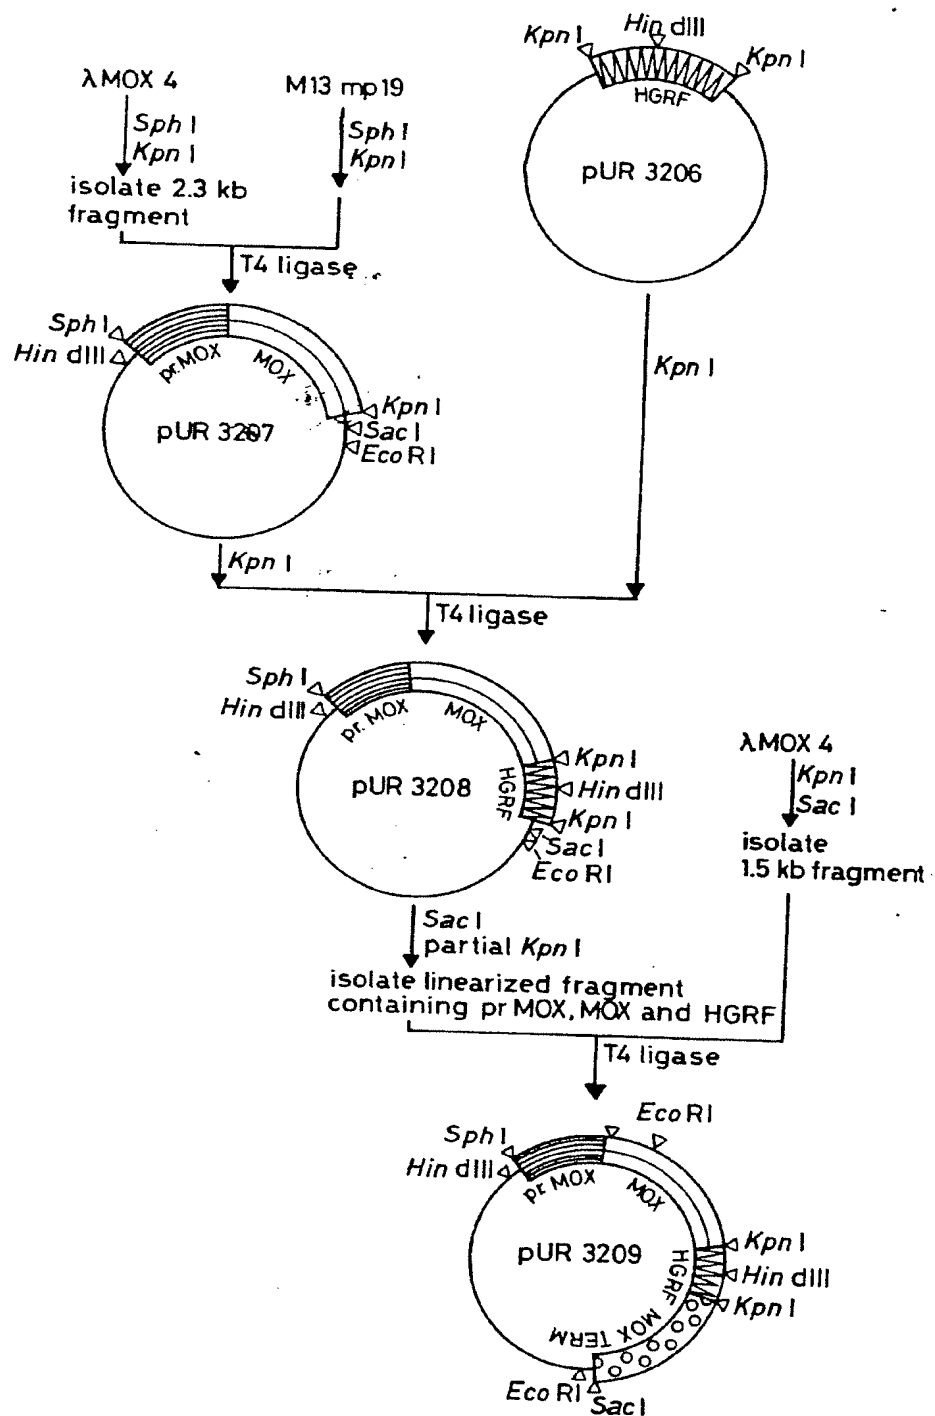 λMOX 4
Sph I
Kpn I
isolate 2.3 kb
fragment
M13 mp19
Sph I
Kpn I
T4 ligase
Kpn I
Hin dIII
Kpn I
HGRF
pUR 3206
Kpn I
Sph I
Hin dIII
pr.MOX
MOX
Kpn I
Sac I
Eco RI
pUR 3207
Kpn I
T4 ligase
Sph I
Hin dIII
pr. MOX
MOX
Kpn I
Hin dIII
Kpn I
HGRF
Sac I
Eco RI
pUR 3208
λMOX 4
Kpn I
Sac I
isolate
1.5 kb fragment
Sac I
partial Kpn I
isolate linearized fragment
containing pr MOX, MOX and HGRF
T4 ligase
Eco RI
Sph I
Hin dIII
pr MOX
MOX
Kpn I
Hin dIII
Kpn I
HGRF
MOX TERM
pUR 3209
Eco RI
Sac I